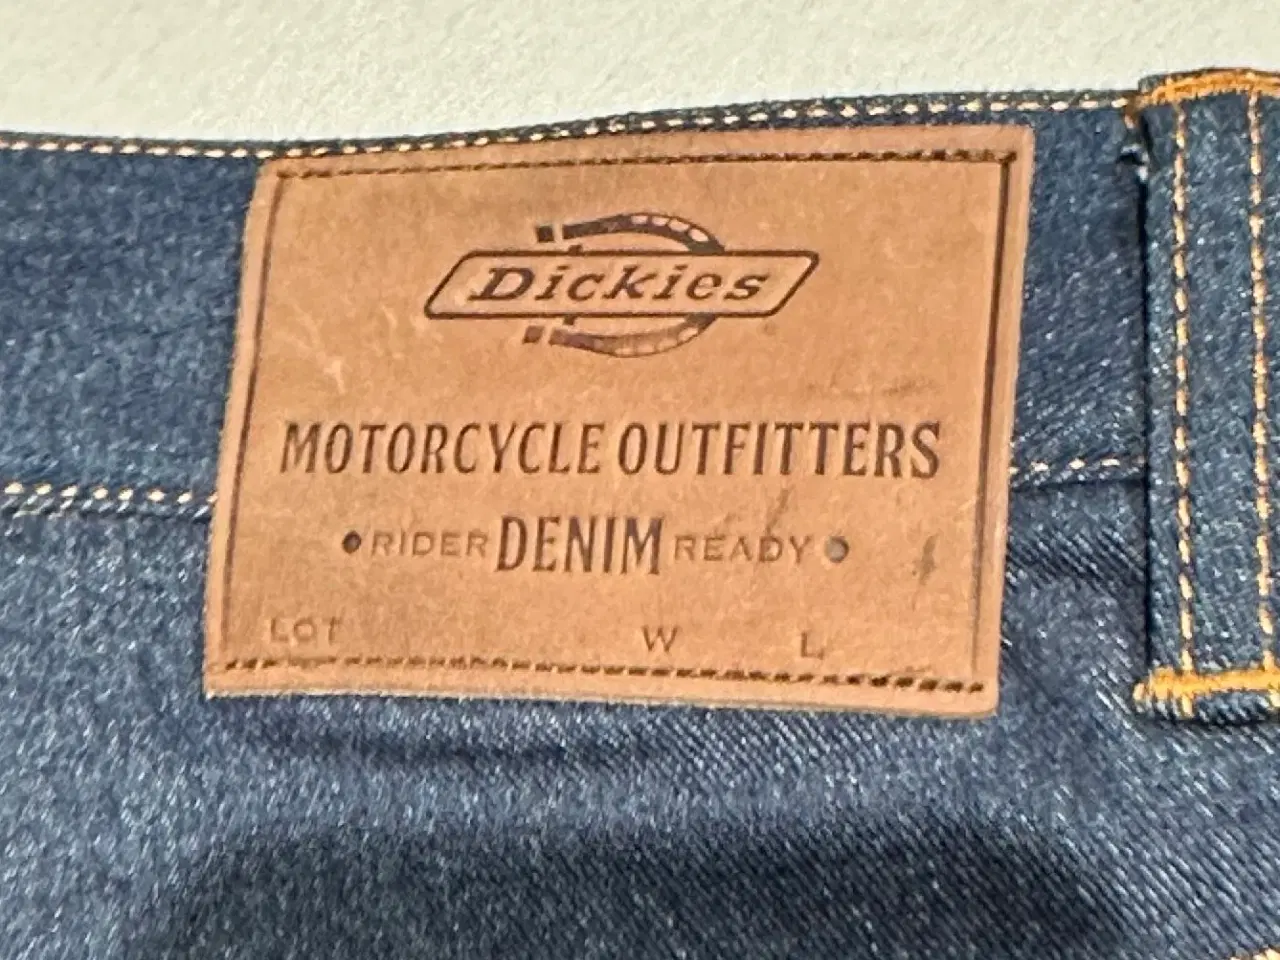 Dickies
MOTORCYCLE OUTFITTERS
• RIDER DENIM READY •
LOT W L